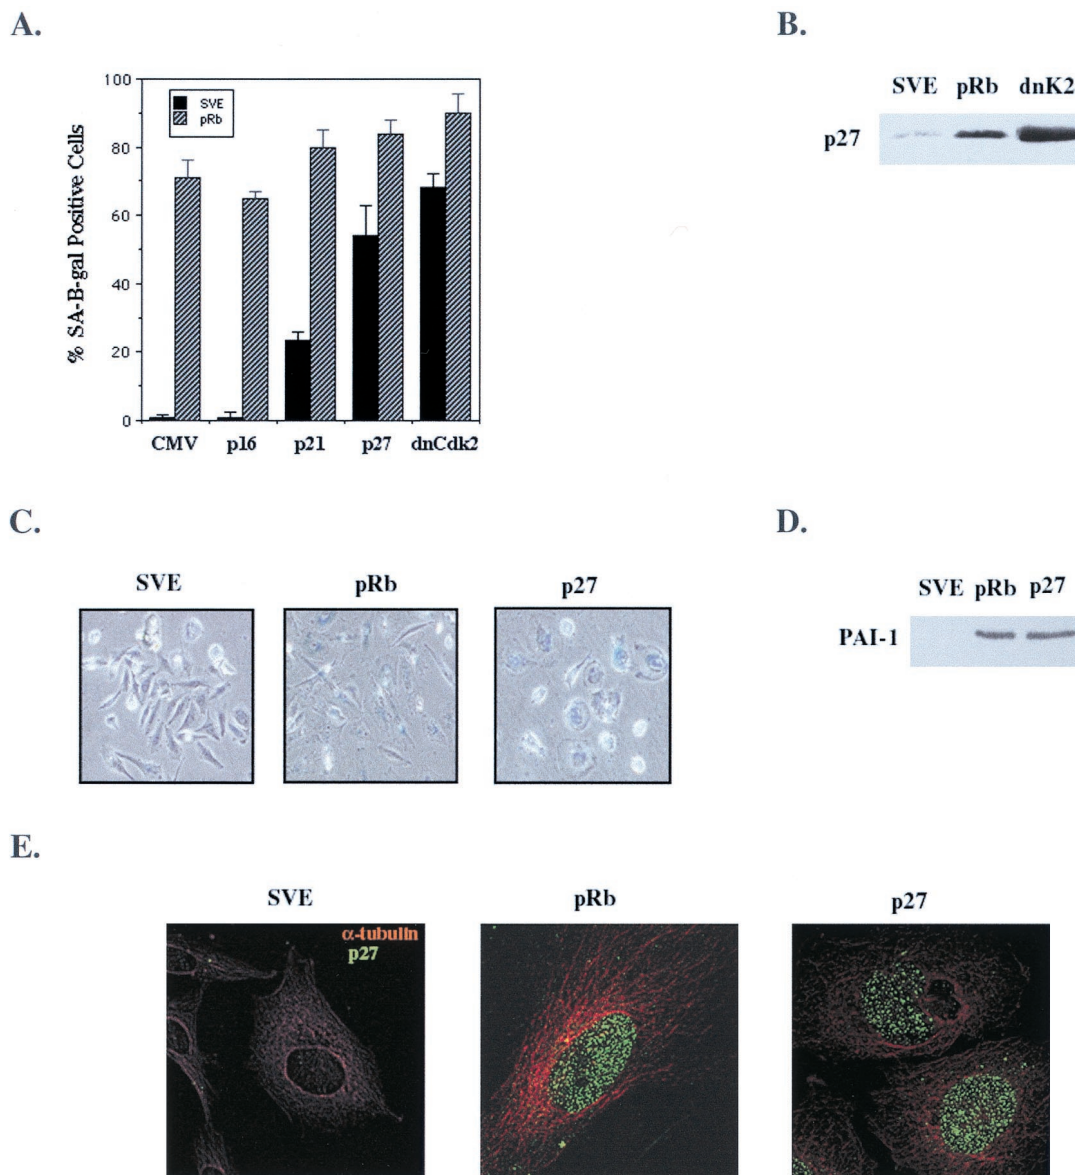 A.
100
80
60
40
20
0
% SA-B-gal Positive Cells
SVE
pRb
CMV p16 p21 p27 dnCdk2
B.
SVE pRb dnK2
p27
C.
SVE pRb p27
D.
SVE pRb p27
PAI-1
E.
SVE pRb p27
α-tubulin
p27